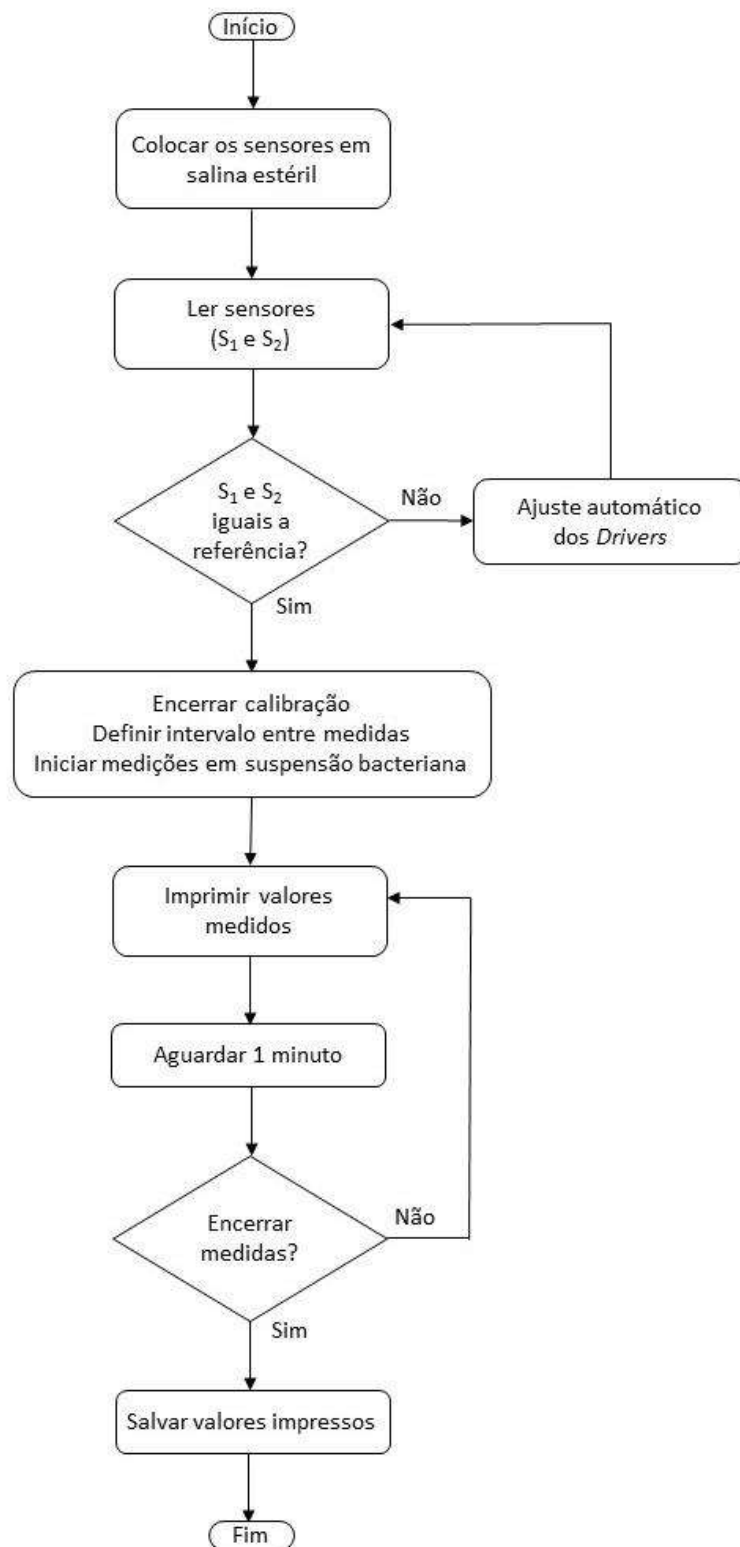 Início
Colocar os sensores em
salina estéril
Ler sensores
(S₁ e S₂)
S₁ e S₂
iguais a
referência?
Não
Ajuste automático
dos Drivers
Sim
Encerrar calibração
Definir intervalo entre medidas
Iniciar medições em suspensão bacteriana
Imprimir valores
medidos
Aguardar 1 minuto
Encerrar
medidas?
Não
Sim
Salvar valores impressos
Fim